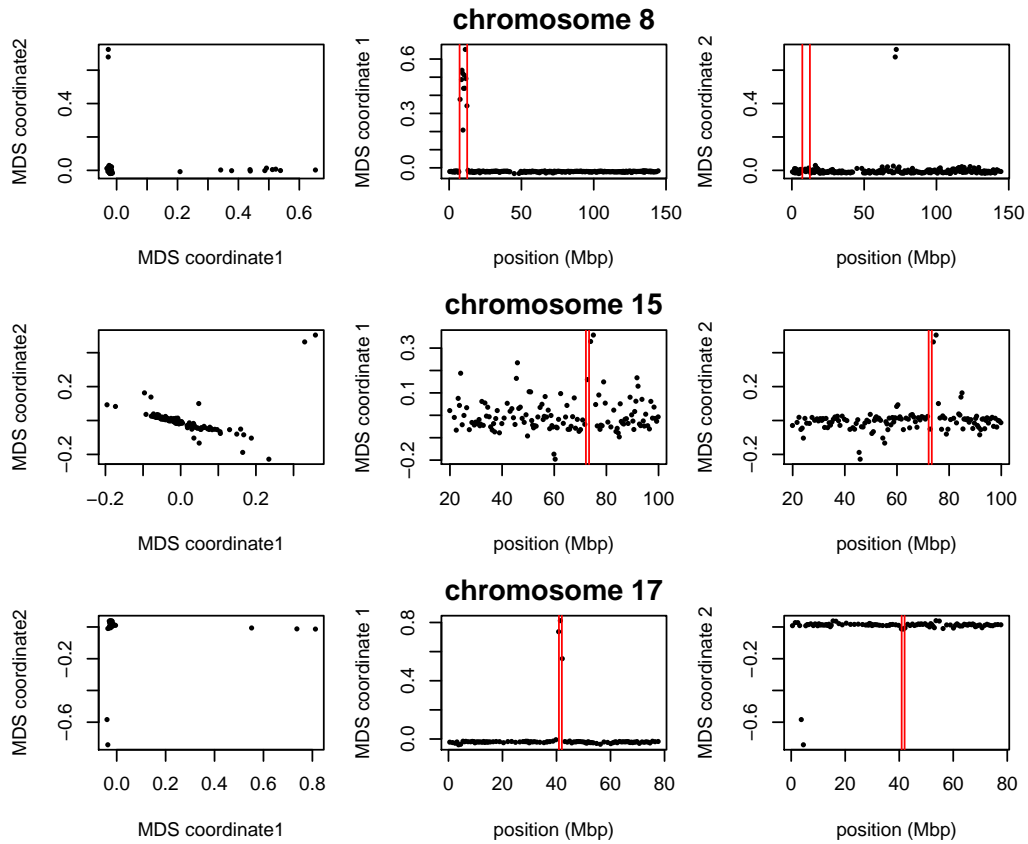 chromosome 8
MDS coordinate2
0.0 0.4
0.0 0.2 0.4 0.6
MDS coordinate1
MDS coordinate 1
0.0 0.3 0.6
0 50 100 150
position (Mbp)
MDS coordinate 2
0.0 0.4
0 50 100 150
position (Mbp)
chromosome 15
MDS coordinate2
−0.2 0.2
−0.2 0.0 0.2
MDS coordinate1
MDS coordinate 1
−0.2 0.1 0.3
20 40 60 80 100
position (Mbp)
MDS coordinate 2
−0.2 0.2
20 40 60 80 100
position (Mbp)
chromosome 17
MDS coordinate2
−0.6 −0.2
0.0 0.2 0.4 0.6 0.8
MDS coordinate1
MDS coordinate 1
0.0 0.4 0.8
0 20 40 60 80
position (Mbp)
MDS coordinate 2
−0.6 −0.2
0 20 40 60 80
position (Mbp)